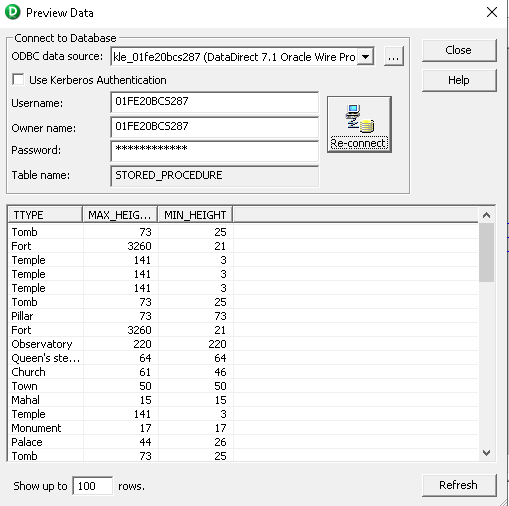 Preview Data
Connect to Database
ODBC data source: kle_01fe20bcs287 (DataDirect 7.1 Oracle Wire Pro ...
Close
Use Kerberos Authentication
Help
Username: 01FE20BCS287
Owner name: 01FE20BCS287
Password: ************
Re-connect
Table name: STORED_PROCEDURE
TTYPE MAX_HEIG... MIN_HEIGHT
Tomb 73 25
Fort 3260 21
Temple 141 3
Temple 141 3
Temple 141 3
Tomb 73 25
Pillar 73 73
Fort 3260 21
Observatory 220 220
Queen's ste... 64 64
Church 61 46
Town 50 50
Mahal 15 15
Temple 141 3
Monument 17 17
Palace 44 26
Tomb 73 25
Show up to 100 rows. Refresh